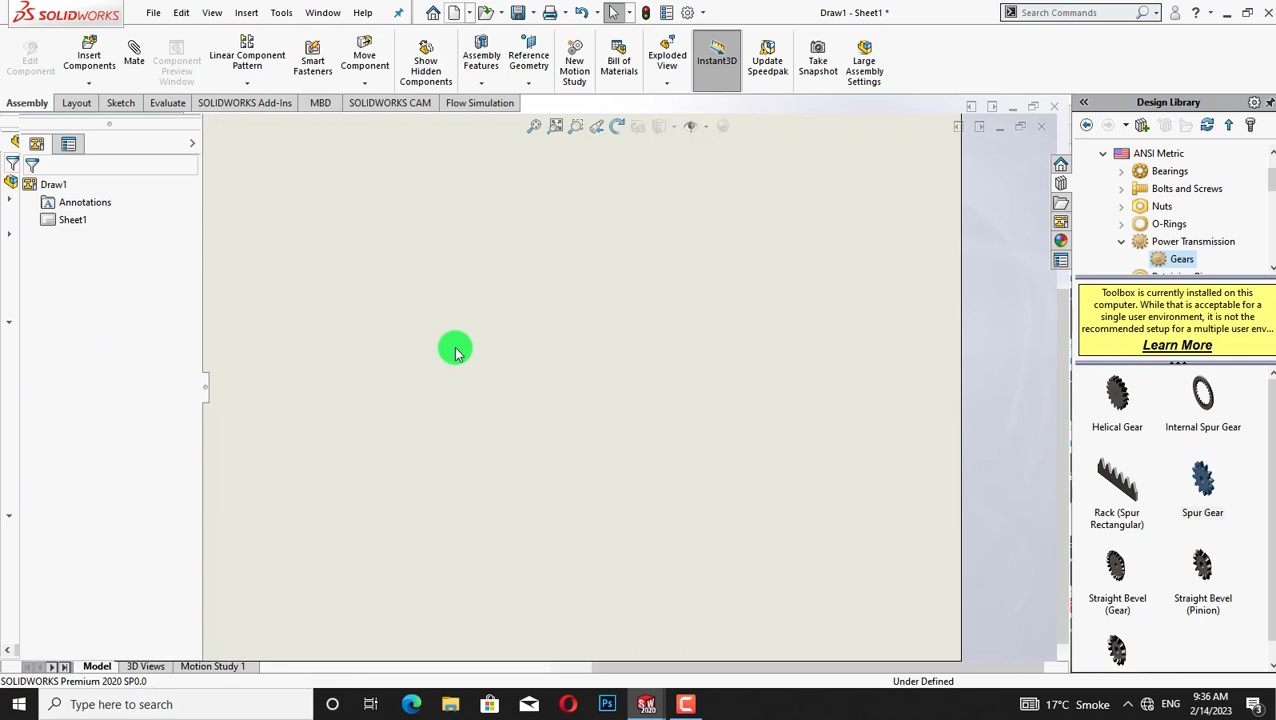 SOLIDWORKS File Edit View Insert Tools Window Help Draw1 - Sheet1 * Search Commands
Edit Component
Insert Components
Mate
Component Preview Window
Linear Component Pattern
Smart Fasteners
Move Component
Show Hidden Components
Assembly Features
Reference Geometry
New Motion Study
Bill of Materials
Exploded View
Instant3D
Update Speedpak
Take Snapshot
Large Assembly Settings
Assembly Layout Sketch Evaluate SOLIDWORKS Add-Ins MBD SOLIDWORKS CAM Flow Simulation
Design Library
Draw1
Annotations
Sheet1
ANSI Metric
Bearings
Bolts and Screws
Nuts
O-Rings
Power Transmission
Gears
Toolbox is currently installed on this
computer. While that is acceptable for a
single user environment, it is not the
recommended setup for a multiple user env...
Learn More
Helical Gear Internal Spur Gear
Rack (Spur Rectangular) Spur Gear
Straight Bevel (Gear) Straight Bevel (Pinion)
Model 3D Views Motion Study 1
SOLIDWORKS Premium 2020 SP0.0 Under Defined
Type here to search 17°C Smoke 9:36 AM
2/14/2023